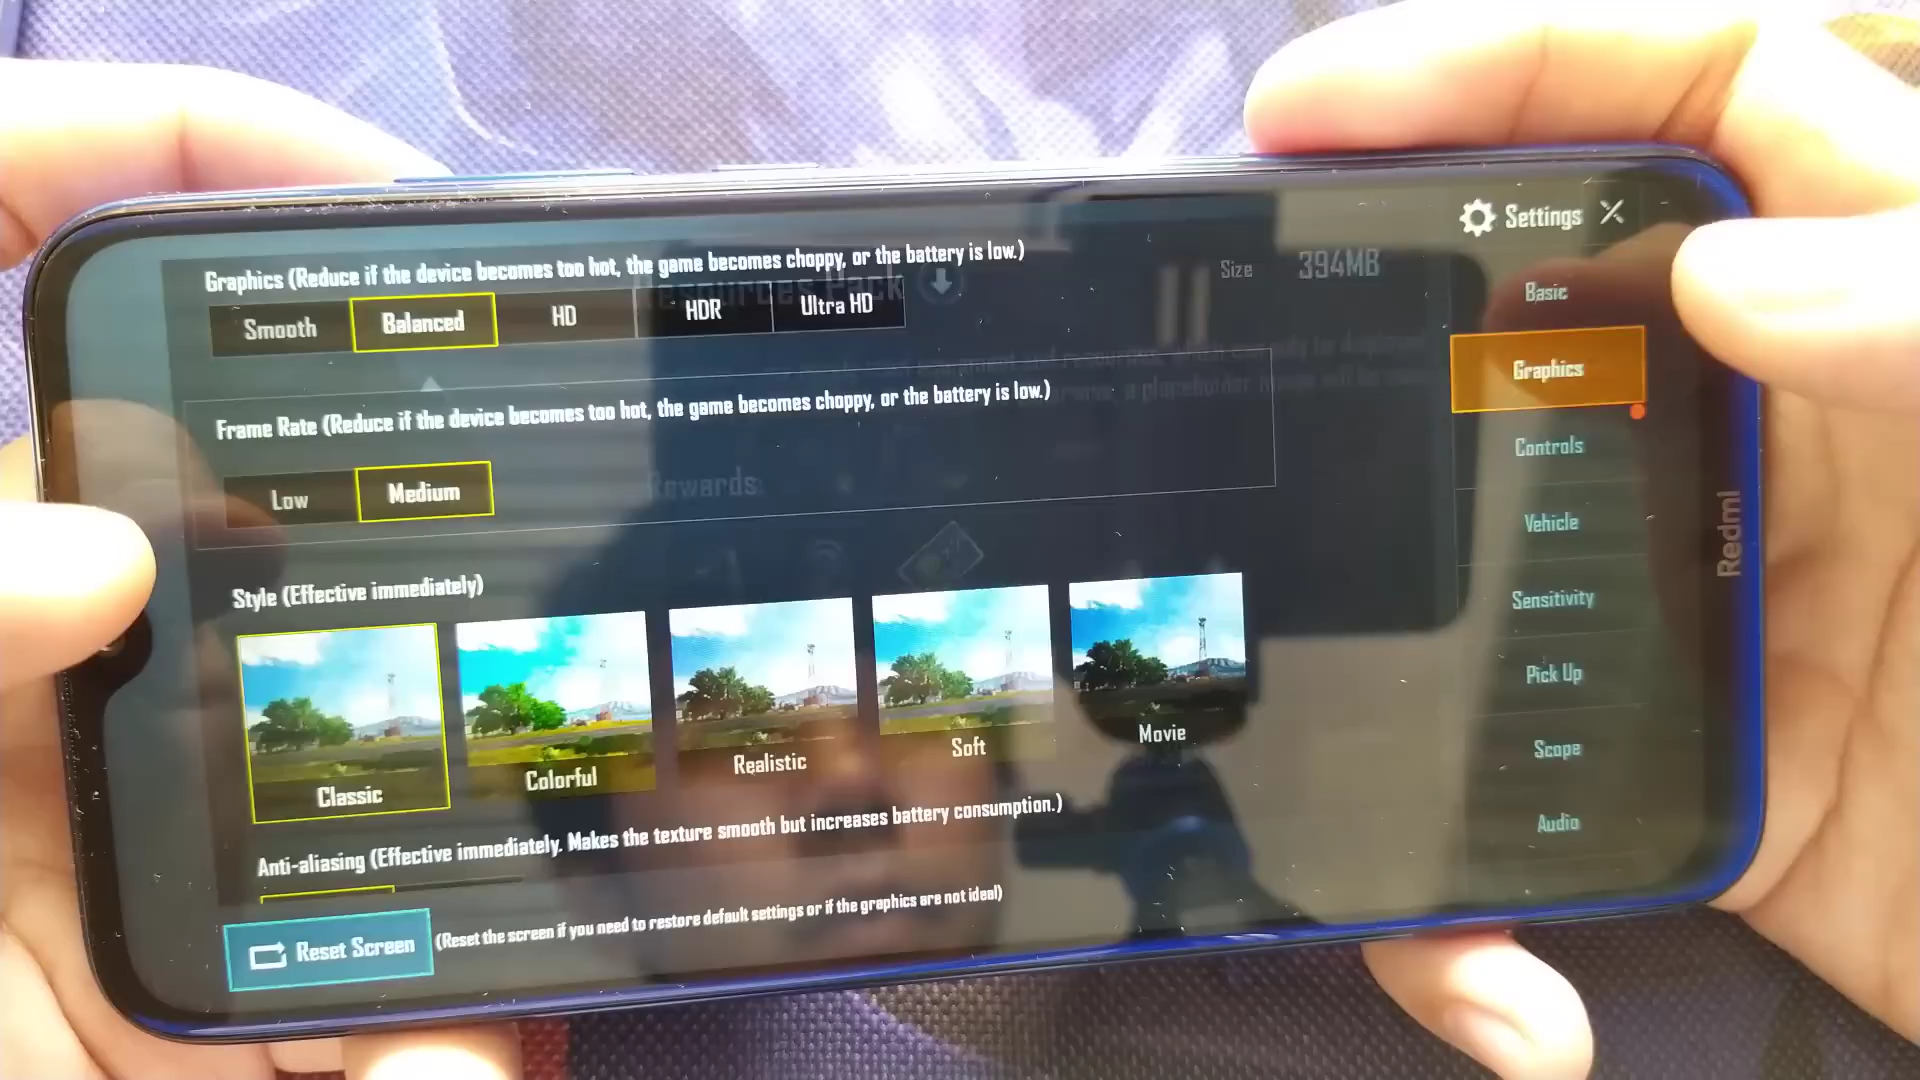 Settings
Graphics (Reduce if the device becomes too hot, the game becomes choppy, or the battery is low.)
Resources Pack
Size 394MB
Smooth Balanced HD HDR Ultra HD
Basic
Graphics
Frame Rate (Reduce if the device becomes too hot, the game becomes choppy, or the battery is low.)
a placeholder
Controls
Low Medium
Rewards
Vehicle
Redmi
Style (Effective immediately)
Sensitivity
Pick Up
Classic Colorful Realistic Soft Movie
Scope
Anti-aliasing (Effective immediately. Makes the texture smooth but increases battery consumption.)
Audio
Reset Screen (Reset the screen if you need to restore default settings or if the graphics are not ideal)